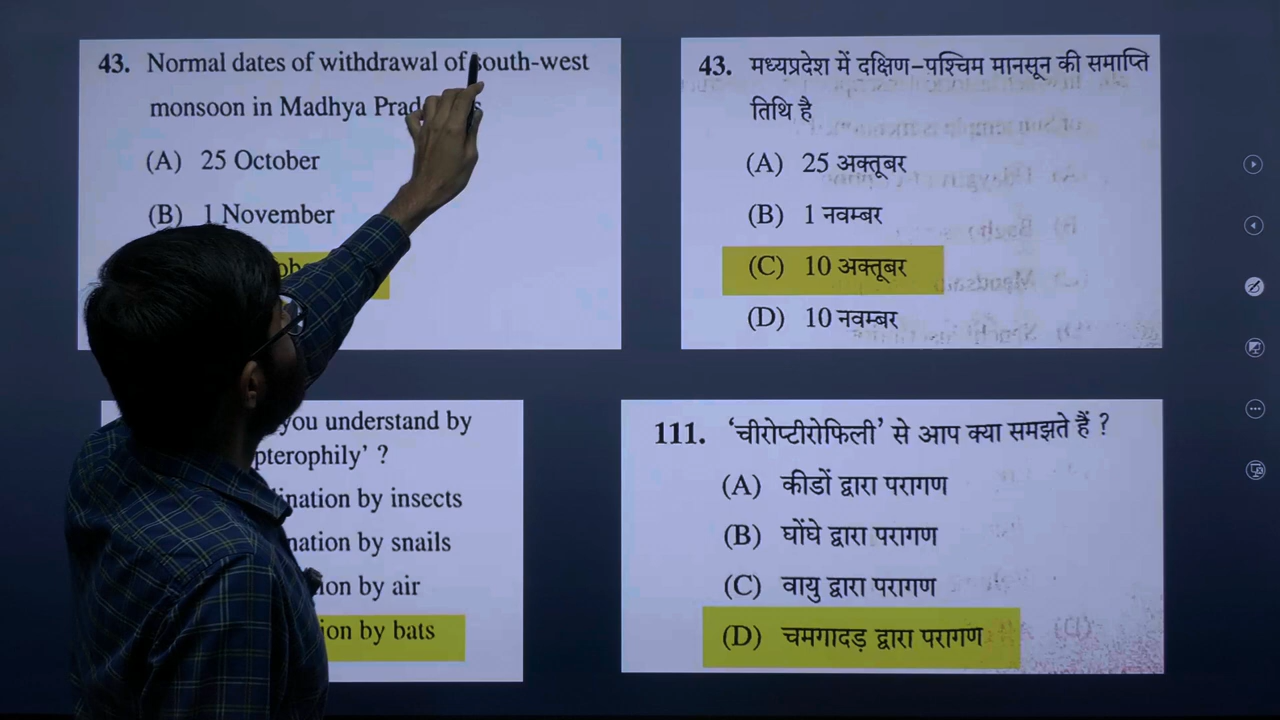 43. Normal dates of withdrawal of south-west
monsoon in Madhya
(A) 25 October
(B) 1 November
43. मध्यप्रदेश में दक्षिण-पश्चिम मानसून की समाप्ति
तिथि है
(A) 25 अक्तूबर
(B) 1 नवम्बर
(C) 10 अक्तूबर
(D) 10 नवम्बर
you understand by
pterophily' ?
ination by insects
nation by snails
ion by air
ion by bats
111. 'चीरोप्टीरोफिली' से आप क्या समझते हैं ?
(A) कीडों द्वारा परागण
(B) घोंघे द्वारा परागण
(C) वायु द्वारा परागण
(D) चमगादड़ द्वारा परागण